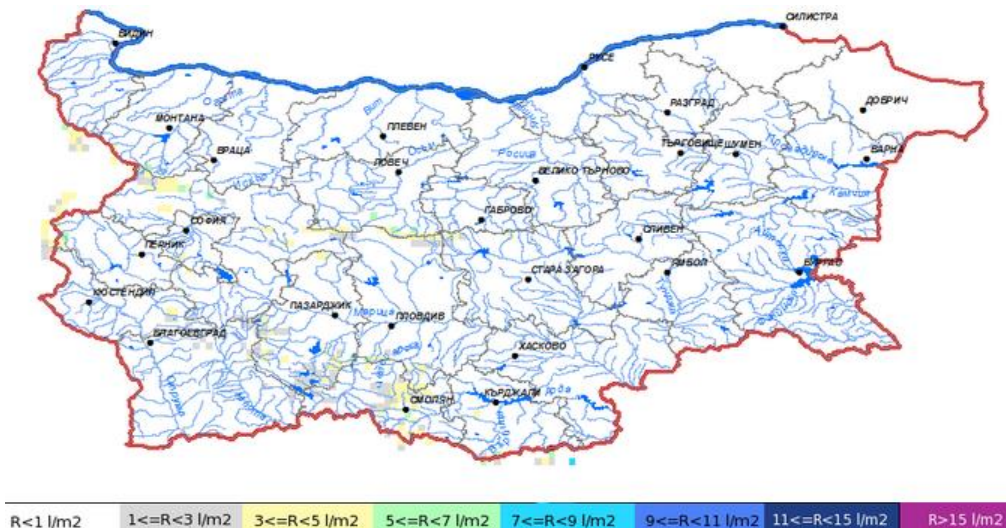 СИЛИСТРА
ВИДИН
РУСЕ
ДОБРИЧ
РАЗГРАД
МОНТАНА
ПЛЕВЕН
Огоста
Вит
ВРАЦА
ТЪРГОВИЩЕ
ШУМЕН
ВАРНА
ЛОВЕЧ
Росица
ВЕЛИКО ТЪРНОВО
Камчия
ГАБРОВО
СОФИЯ
СЛИВЕН
ПЕРНИК
СТАРА ЗАГОРА
ЯМБОЛ
БУРГАС
КЮСТЕНДИЛ
ПАЗАРДЖИК
Марица
ПЛОВДИВ
БЛАГОЕВГРАД
ХАСКОВО
СМОЛЯН
КЪРДЖАЛИ
Струма
Места
R<1 l/m2
1<=R<3 l/m2
3<=R<5 l/m2
5<=R<7 l/m2
7<=R<9 l/m2
9<=R<11 l/m2
11<=R<15 l/m2
R>15 l/m2